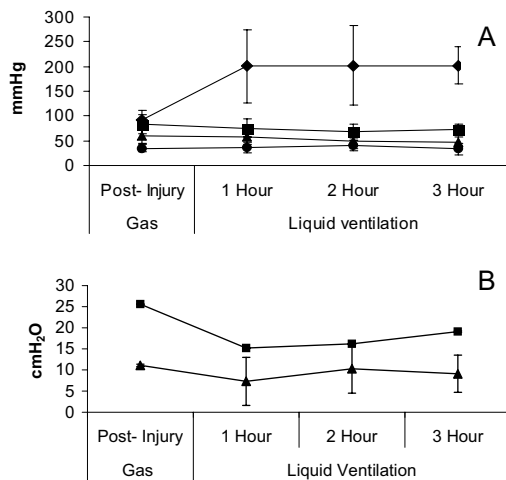 A
300
250
200
150
100
50
0
mmHg
Post- Injury 1 Hour 2 Hour 3 Hour
Gas Liquid ventilation
B
30
25
20
15
10
5
0
cmH₂O
Post- Injury 1 Hour 2 Hour 3 Hour
Gas Liquid Ventilation